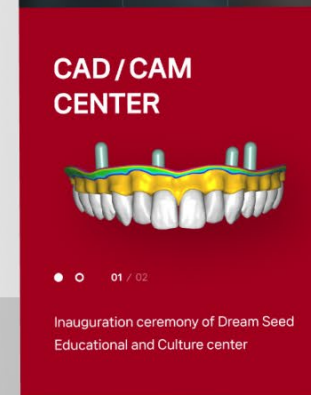 CAD / CAM
CENTER
01 / 02
Inauguration ceremony of Dream Seed
Educational and Culture center